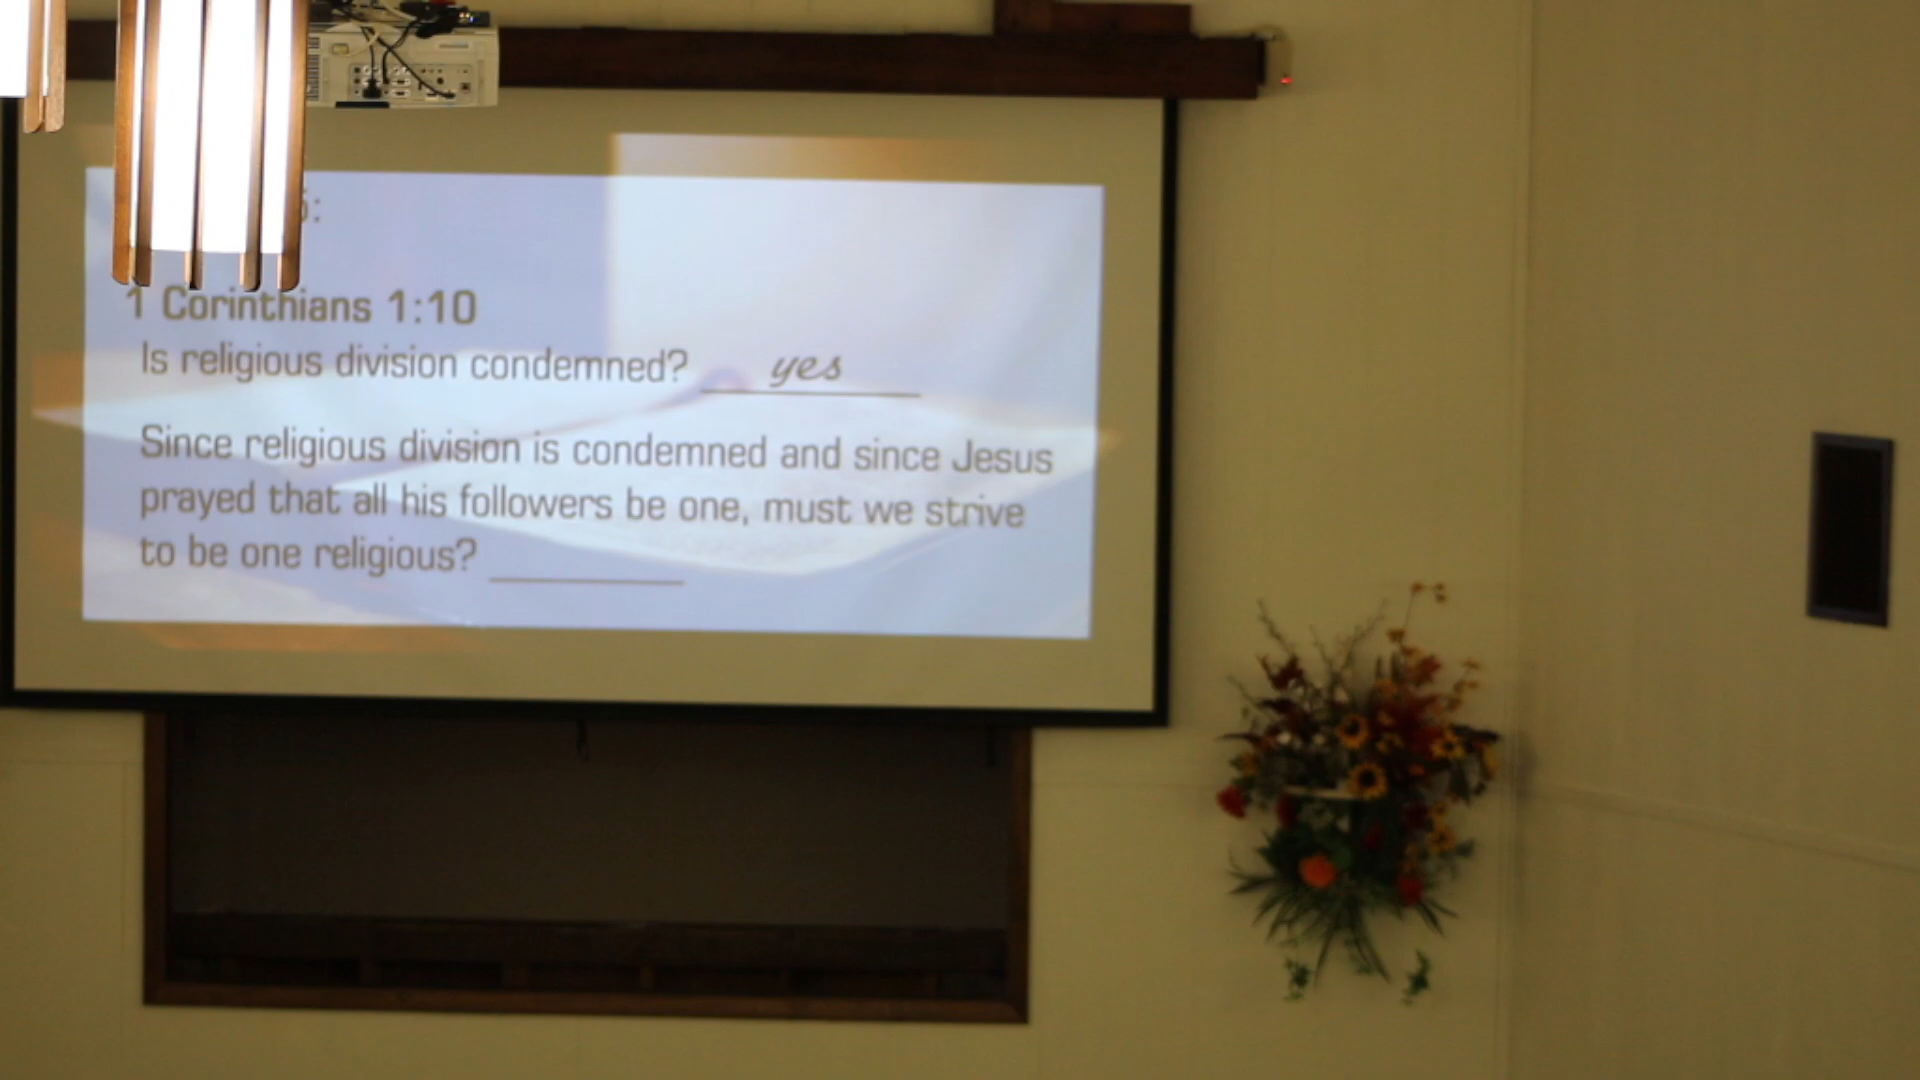 1 Corinthians 1:10
Is religious division condemned? yes
Since religious division is condemned and since Jesus
prayed that all his followers be one, must we strive
to be one religious?